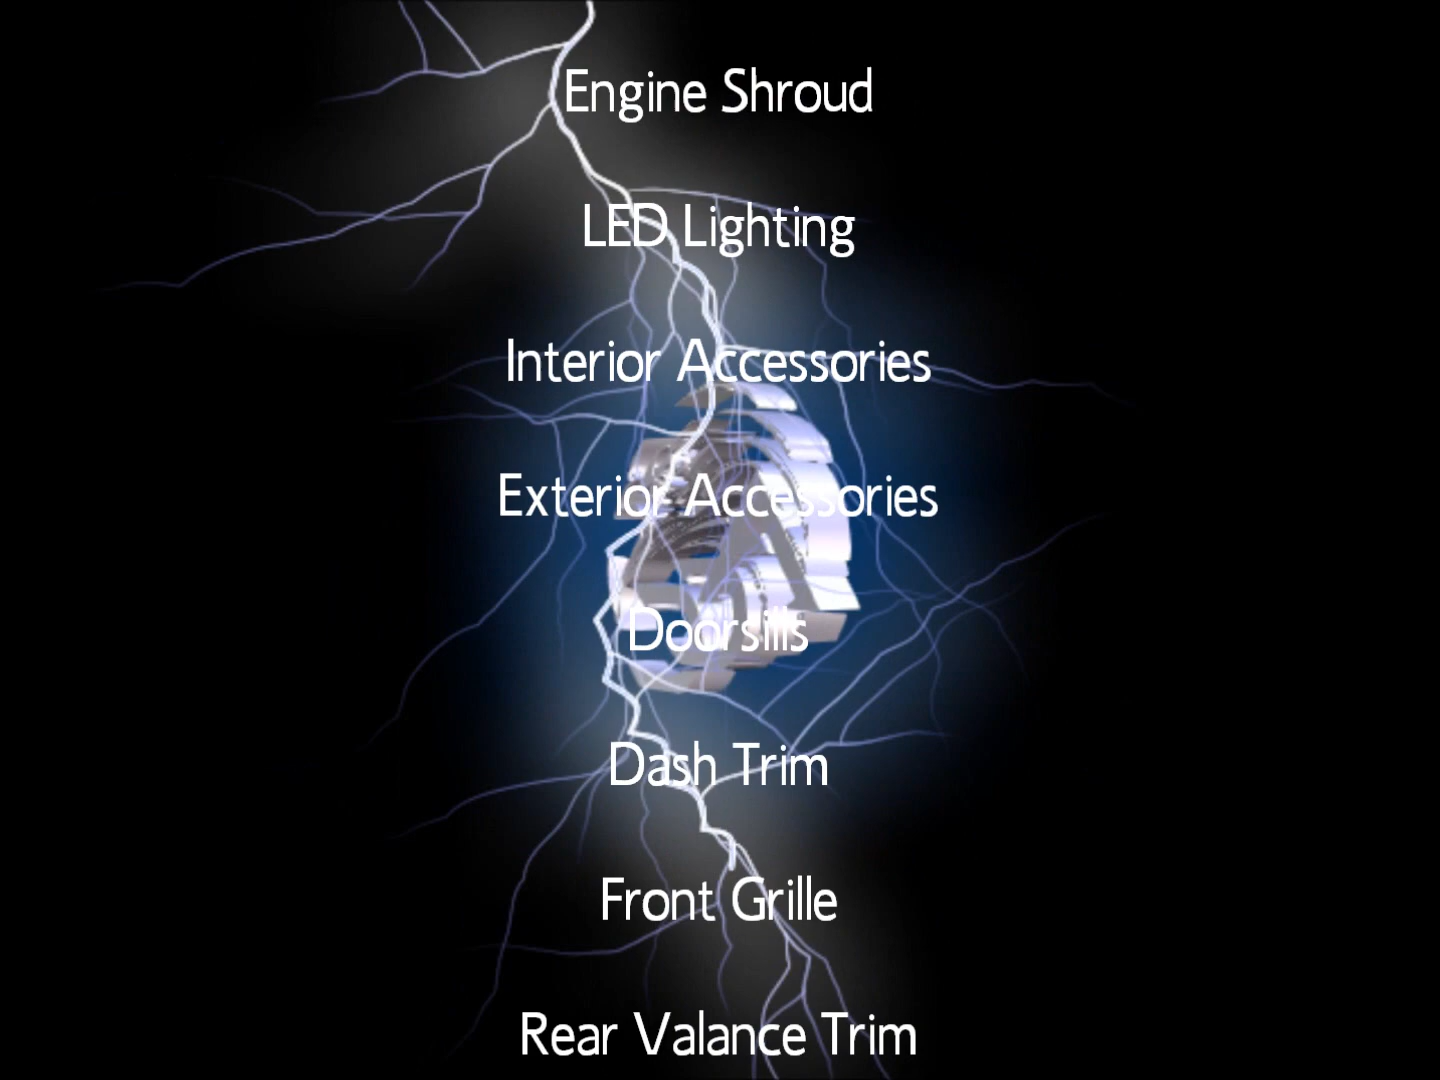 Engine Shroud
LED Lighting
Interior Accessories
Exterior Accessories
Doorsills
Dash Trim
Front Grille
Rear Valance Trim